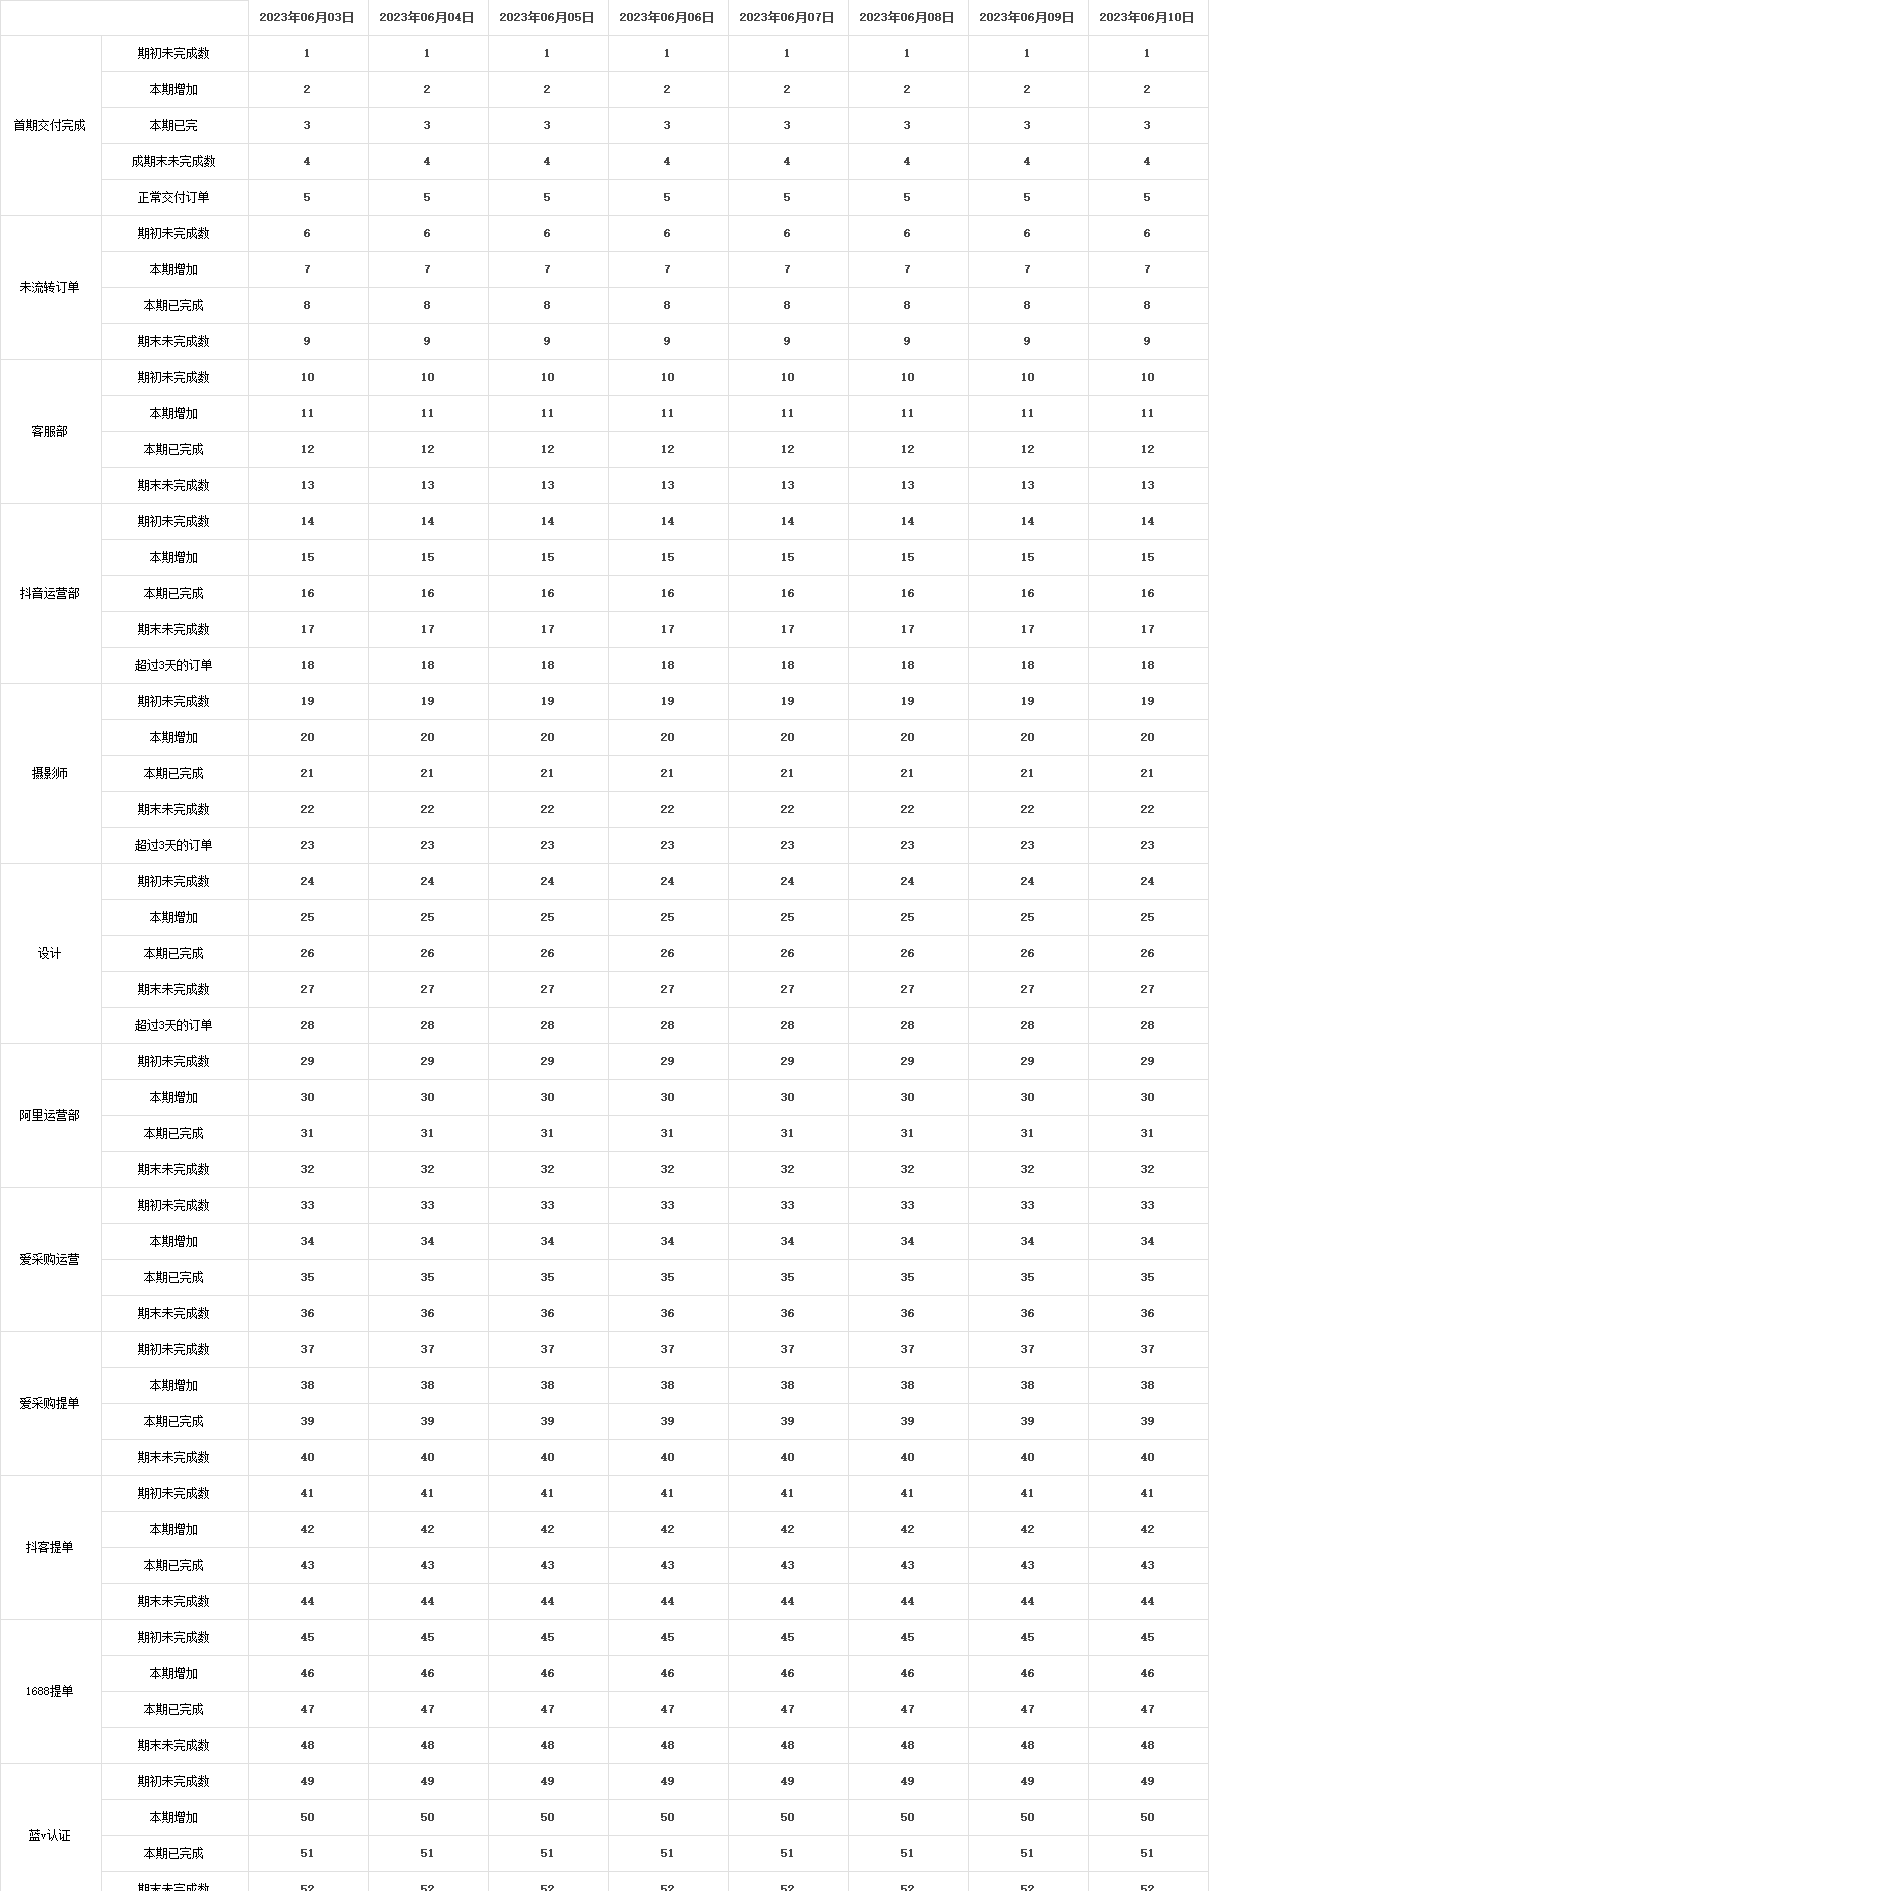 2023年06月03日 2023年06月04日 2023年06月05日 2023年06月06日 2023年06月07日 2023年06月08日 2023年06月09日 2023年06月10日
首期交付完成
期初未完成数 1 1 1 1 1 1 1 1
本期增加 2 2 2 2 2 2 2 2
本期已完 3 3 3 3 3 3 3 3
成期末未完成数 4 4 4 4 4 4 4 4
正常交付订单 5 5 5 5 5 5 5 5
未流转订单
期初未完成数 6 6 6 6 6 6 6 6
本期增加 7 7 7 7 7 7 7 7
本期已完成 8 8 8 8 8 8 8 8
期末未完成数 9 9 9 9 9 9 9 9
客服部
期初未完成数 10 10 10 10 10 10 10 10
本期增加 11 11 11 11 11 11 11 11
本期已完成 12 12 12 12 12 12 12 12
期末未完成数 13 13 13 13 13 13 13 13
抖音运营部
期初未完成数 14 14 14 14 14 14 14 14
本期增加 15 15 15 15 15 15 15 15
本期已完成 16 16 16 16 16 16 16 16
期末未完成数 17 17 17 17 17 17 17 17
超过3天的订单 18 18 18 18 18 18 18 18
摄影师
期初未完成数 19 19 19 19 19 19 19 19
本期增加 20 20 20 20 20 20 20 20
本期已完成 21 21 21 21 21 21 21 21
期末未完成数 22 22 22 22 22 22 22 22
超过3天的订单 23 23 23 23 23 23 23 23
设计
期初未完成数 24 24 24 24 24 24 24 24
本期增加 25 25 25 25 25 25 25 25
本期已完成 26 26 26 26 26 26 26 26
期末未完成数 27 27 27 27 27 27 27 27
超过3天的订单 28 28 28 28 28 28 28 28
阿里运营部
期初未完成数 29 29 29 29 29 29 29 29
本期增加 30 30 30 30 30 30 30 30
本期已完成 31 31 31 31 31 31 31 31
期末未完成数 32 32 32 32 32 32 32 32
爱采购运营
期初未完成数 33 33 33 33 33 33 33 33
本期增加 34 34 34 34 34 34 34 34
本期已完成 35 35 35 35 35 35 35 35
期末未完成数 36 36 36 36 36 36 36 36
爱采购提单
期初未完成数 37 37 37 37 37 37 37 37
本期增加 38 38 38 38 38 38 38 38
本期已完成 39 39 39 39 39 39 39 39
期末未完成数 40 40 40 40 40 40 40 40
抖客提单
期初未完成数 41 41 41 41 41 41 41 41
本期增加 42 42 42 42 42 42 42 42
本期已完成 43 43 43 43 43 43 43 43
期末未完成数 44 44 44 44 44 44 44 44
1688提单
期初未完成数 45 45 45 45 45 45 45 45
本期增加 46 46 46 46 46 46 46 46
本期已完成 47 47 47 47 47 47 47 47
期末未完成数 48 48 48 48 48 48 48 48
蓝v认证
期初未完成数 49 49 49 49 49 49 49 49
本期增加 50 50 50 50 50 50 50 50
本期已完成 51 51 51 51 51 51 51 51
期末未完成数 52 52 52 52 52 52 52 52